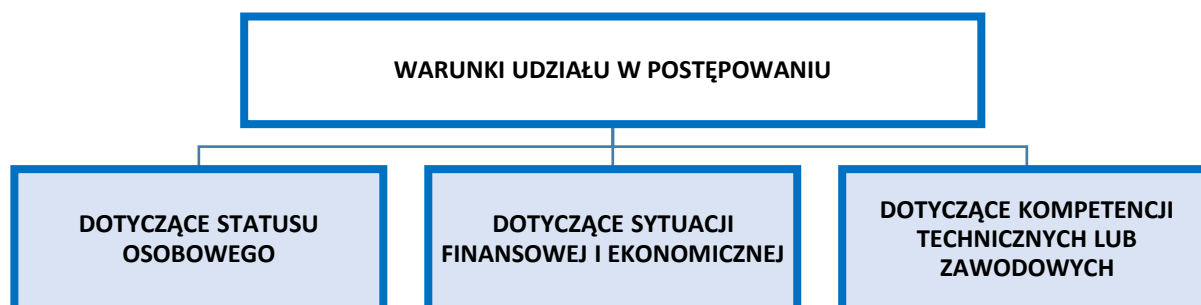 WARUNKI UDZIAŁU W POSTĘPOWANIU
DOTYCZĄCE STATUSU
OSOBOWEGO
DOTYCZĄCE SYTUACJI
FINANSOWEJ I EKONOMICZNEJ
DOTYCZĄCE KOMPETENCJI
TECHNICZNYCH LUB
ZAWODOWYCH